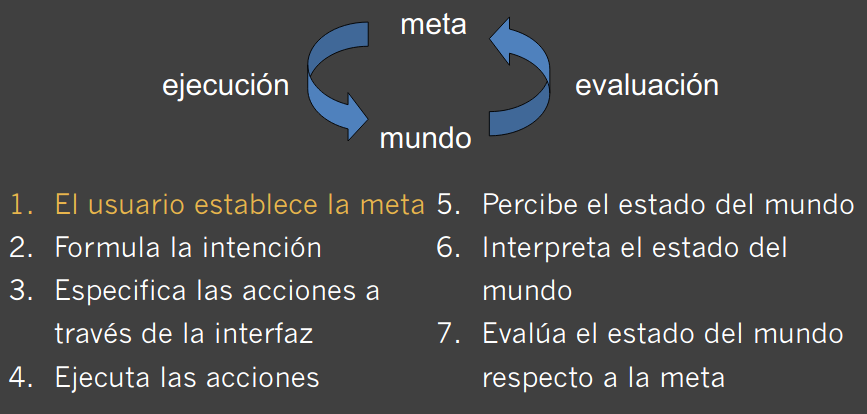 meta
ejecución
evaluación
mundo
1. El usuario establece la meta
2. Formula la intención
3. Especifica las acciones a
través de la interfaz
4. Ejecuta las acciones
5. Percibe el estado del mundo
6. Interpreta el estado del
mundo
7. Evalúa el estado del mundo
respecto a la meta